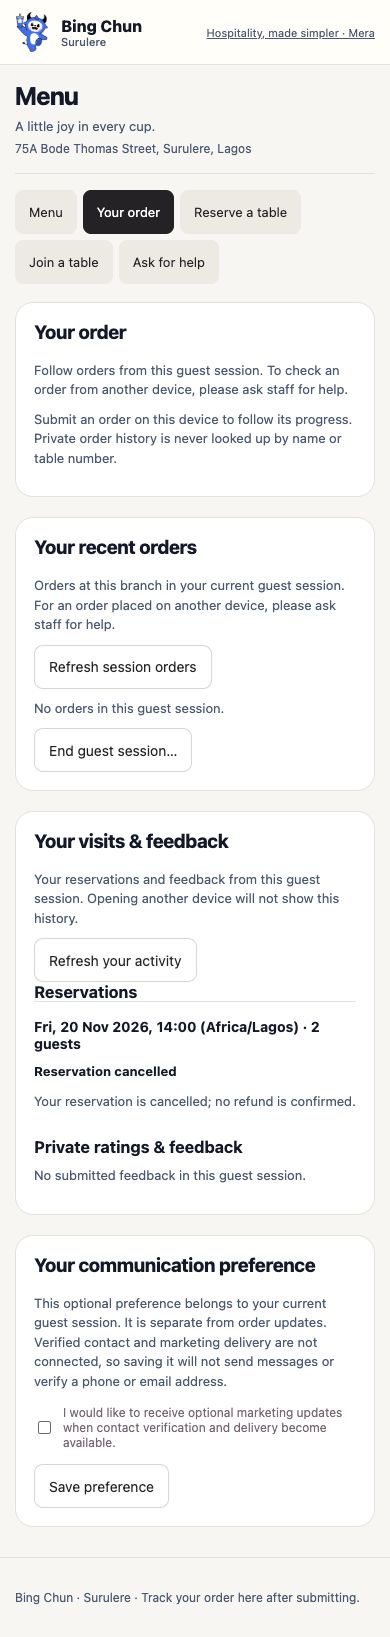 Bing Chun
Surulere
Hospitality, made simpler · Mera
Menu
A little joy in every cup.
75A Bode Thomas Street, Surulere, Lagos
Menu
Your order
Reserve a table
Join a table
Ask for help
Your order
Follow orders from this guest session. To check an
order from another device, please ask staff for help.
Submit an order on this device to follow its progress.
Private order history is never looked up by name or
table number.
Your recent orders
Orders at this branch in your current guest session.
For an order placed on another device, please ask
staff for help.
Refresh session orders
No orders in this guest session.
End guest session...
Your visits & feedback
Your reservations and feedback from this guest
session. Opening another device will not show this
history.
Refresh your activity
Reservations
Fri, 20 Nov 2026, 14:00 (Africa/Lagos) · 2
guests
Reservation cancelled
Your reservation is cancelled; no refund is confirmed.
Private ratings & feedback
No submitted feedback in this guest session.
Your communication preference
This optional preference belongs to your current
guest session. It is separate from order updates.
Verified contact and marketing delivery are not
connected, so saving it will not send messages or
verify a phone or email address.
I would like to receive optional marketing updates
when contact verification and delivery become
available.
Save preference
Bing Chun · Surulere · Track your order here after submitting.